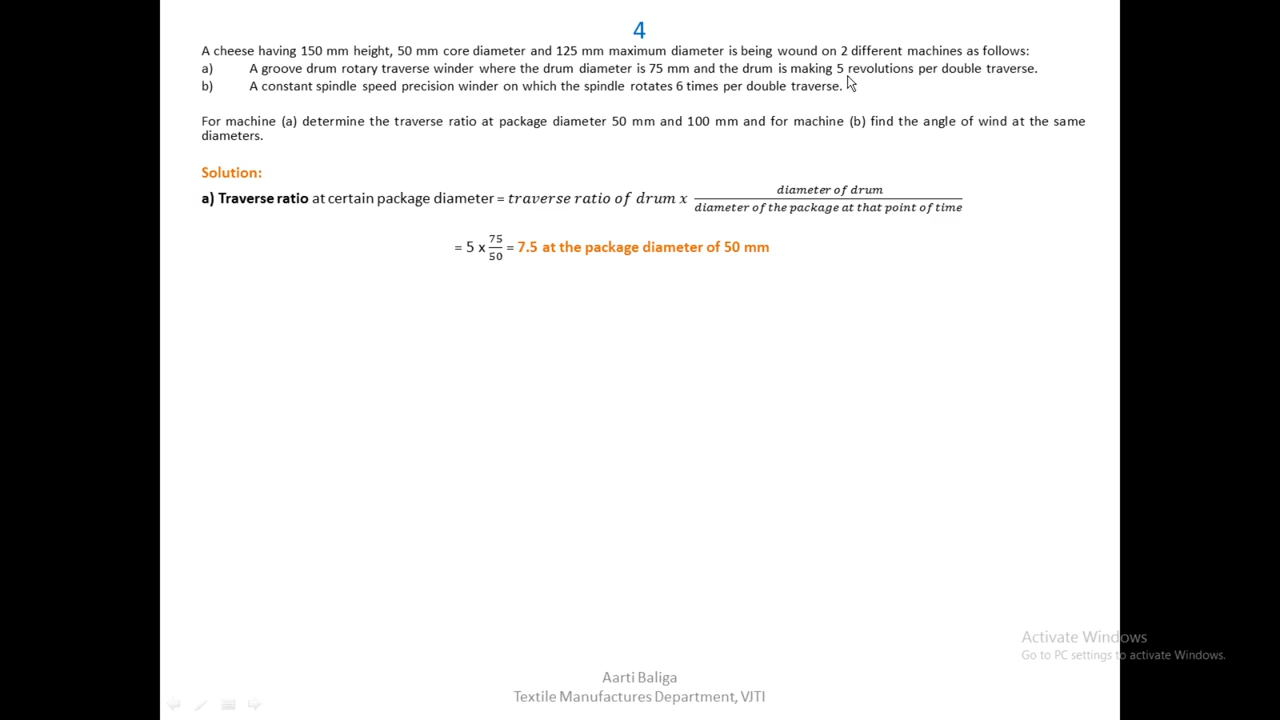 4
A cheese having 150 mm height, 50 mm core diameter and 125 mm maximum diameter is being wound on 2 different machines as follows:
a) A groove drum rotary traverse winder where the drum diameter is 75 mm and the drum is making 5 revolutions per double traverse.
b) A constant spindle speed precision winder on which the spindle rotates 6 times per double traverse.
For machine (a) determine the traverse ratio at package diameter 50 mm and 100 mm and for machine (b) find the angle of wind at the same
diameters.
Solution:
a) Traverse ratio at certain package diameter = traverse ratio of drum x diameter of drum / diameter of the package at that point of time
= 5 x 75/50 = 7.5 at the package diameter of 50 mm
Activate Windows
Go to PC settings to activate Windows.
Aarti Baliga
Textile Manufactures Department, VJTI